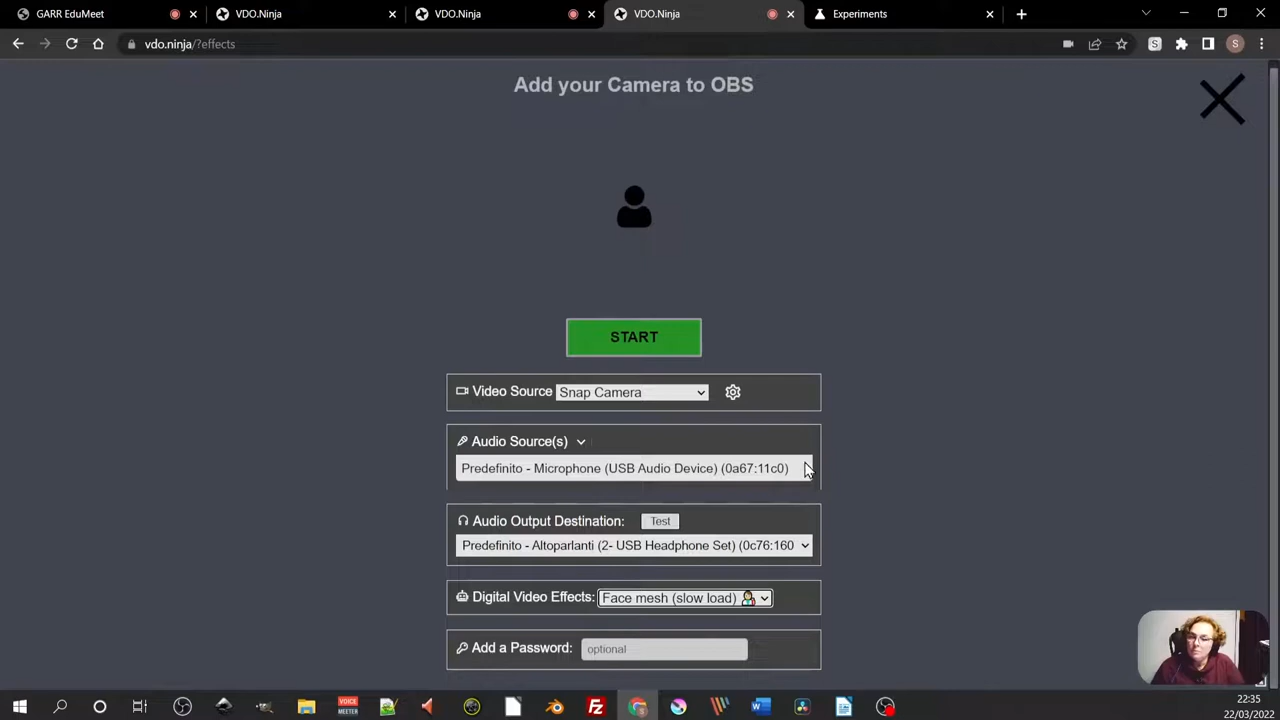 GARR EduMeet
VDO.Ninja
VDO.Ninja
VDO.Ninja
Experiments
vdo.ninja/?effects
S
S
Add your Camera to OBS
START
Video Source Snap Camera
Audio Source(s)
Predefinito - Microphone (USB Audio Device) (0a67:11c0)
Audio Output Destination: Test
Predefinito - Altoparlanti (2- USB Headphone Set) (0c76:160
Digital Video Effects: Face mesh (slow load)
Add a Password: optional
VOICE
MEETER
22:35
22/03/2022